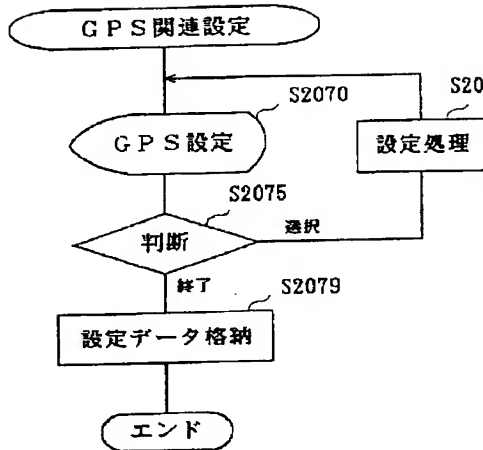 GPS関連設定
S2070
S20
GPS設定
設定処理
S2075
判断
選択
終了
S2079
設定データ格納
エンド